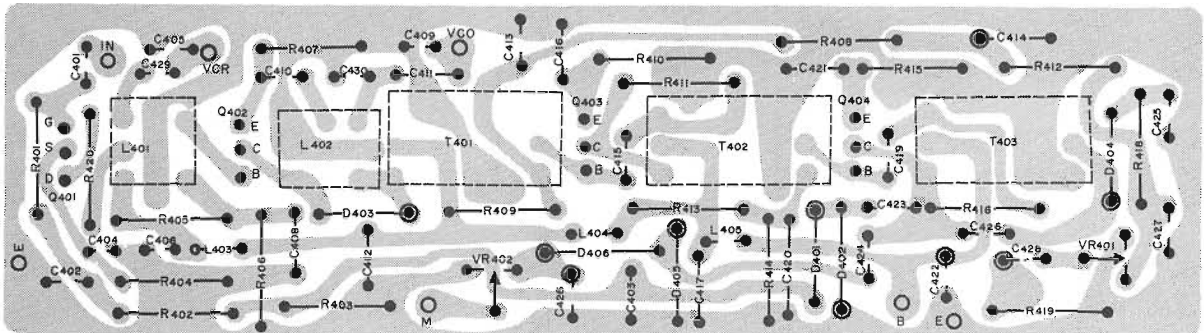 C401
IN
C405
C429
VCR
R407
C410
C430
C409
VCO
C411
C413
C416
R410
R411
R408
C421
R415
C414
R412
R401
G
S
D
Q401
R420
L401
Q402
E
C
B
L402
T401
Q403
E
C
B
C415
T402
Q404
E
C
B
C419
T403
D404
R418
C425
R405
D403
R409
R413
C423
R416
C427
E
C404
C406
L403
R406
C408
C412
L404
D406
D405
L405
R414
C420
D401
D402
C424
C426
C428
VR401
C402
R404
VR402
C417
C422
R402
R403
M
C426
C403
B
E
R419